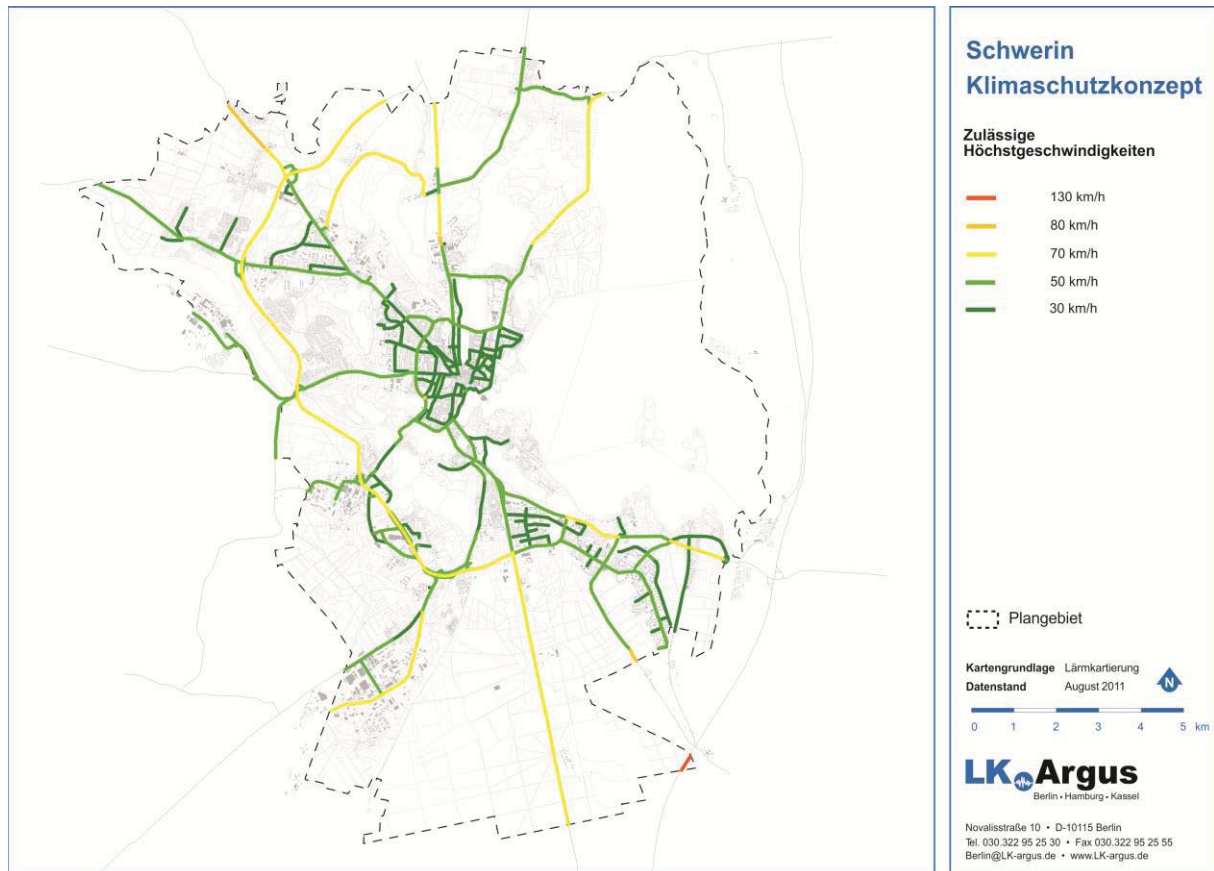 Schwerin
Klimaschutzkonzept
Zulässige
Höchstgeschwindigkeiten
130 km/h
80 km/h
70 km/h
50 km/h
30 km/h
Plangebiet
Kartengrundlage Lärmkartierung
Datenstand August 2011
N
0 1 2 3 4 5 km
LK Argus
Berlin • Hamburg • Kassel
Novalisstraße 10 • D-10115 Berlin
Tel. 030.322 95 25 30 • Fax 030.322 95 25 55
Berlin@LK-argus.de • www.LK-argus.de